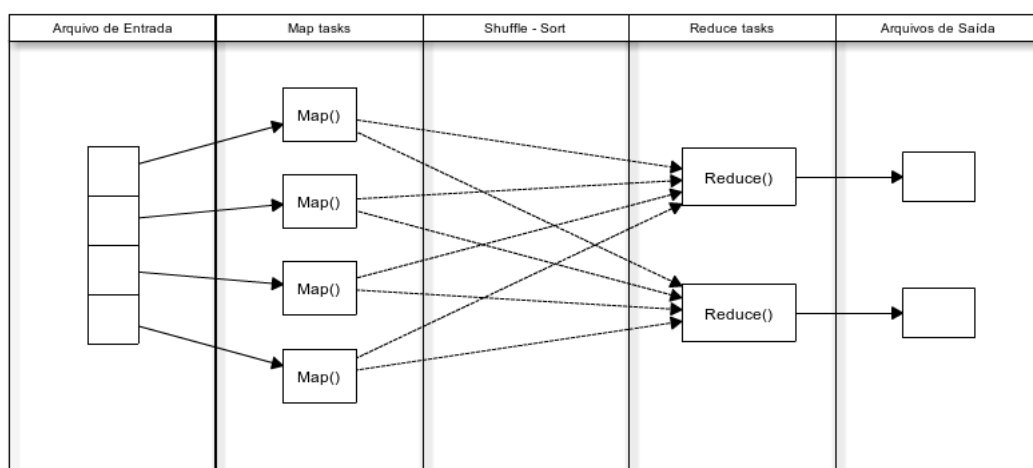 Arquivo de Entrada
Map tasks
Shuffle - Sort
Reduce tasks
Arquivos de Saída
Map()
Map()
Map()
Map()
Reduce()
Reduce()